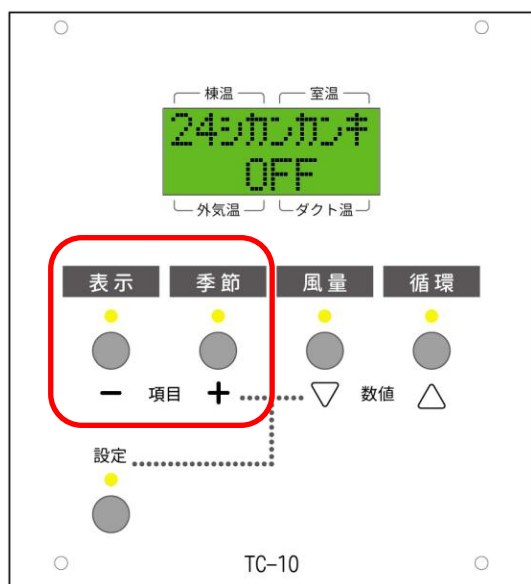 棟温 室温
24シカンカンキ
OFF
外気温 ダクト温
表示 季節 風量 循環
− 項目 + ▽ 数値 △
設定
TC-10